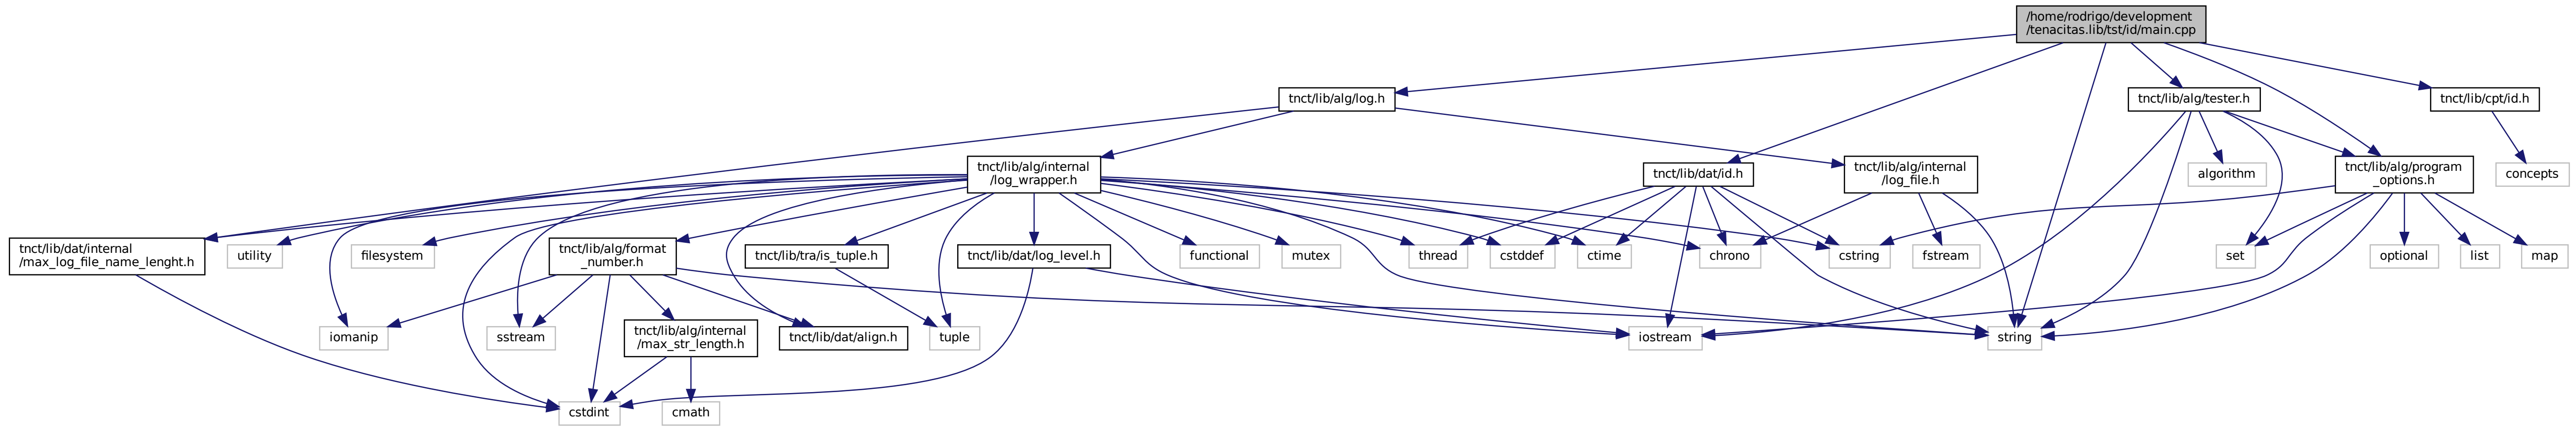 /home/rodrigo/development
/tenacitas.lib/tst/id/main.cpp
tnct/lib/alg/log.h
tnct/lib/alg/tester.h
tnct/lib/cpt/id.h
tnct/lib/alg/internal
/log_wrapper.h
tnct/lib/dat/id.h
tnct/lib/alg/internal
/log_file.h
algorithm
tnct/lib/alg/program
_options.h
concepts
tnct/lib/dat/internal
/max_log_file_name_lenght.h
utility
filesystem
tnct/lib/alg/format
_number.h
tnct/lib/tra/is_tuple.h
tnct/lib/dat/log_level.h
functional
mutex
thread
cstddef
ctime
chrono
cstring
fstream
set
optional
list
map
iomanip
sstream
tnct/lib/alg/internal
/max_str_length.h
tnct/lib/dat/align.h
tuple
iostream
string
cstdint
cmath